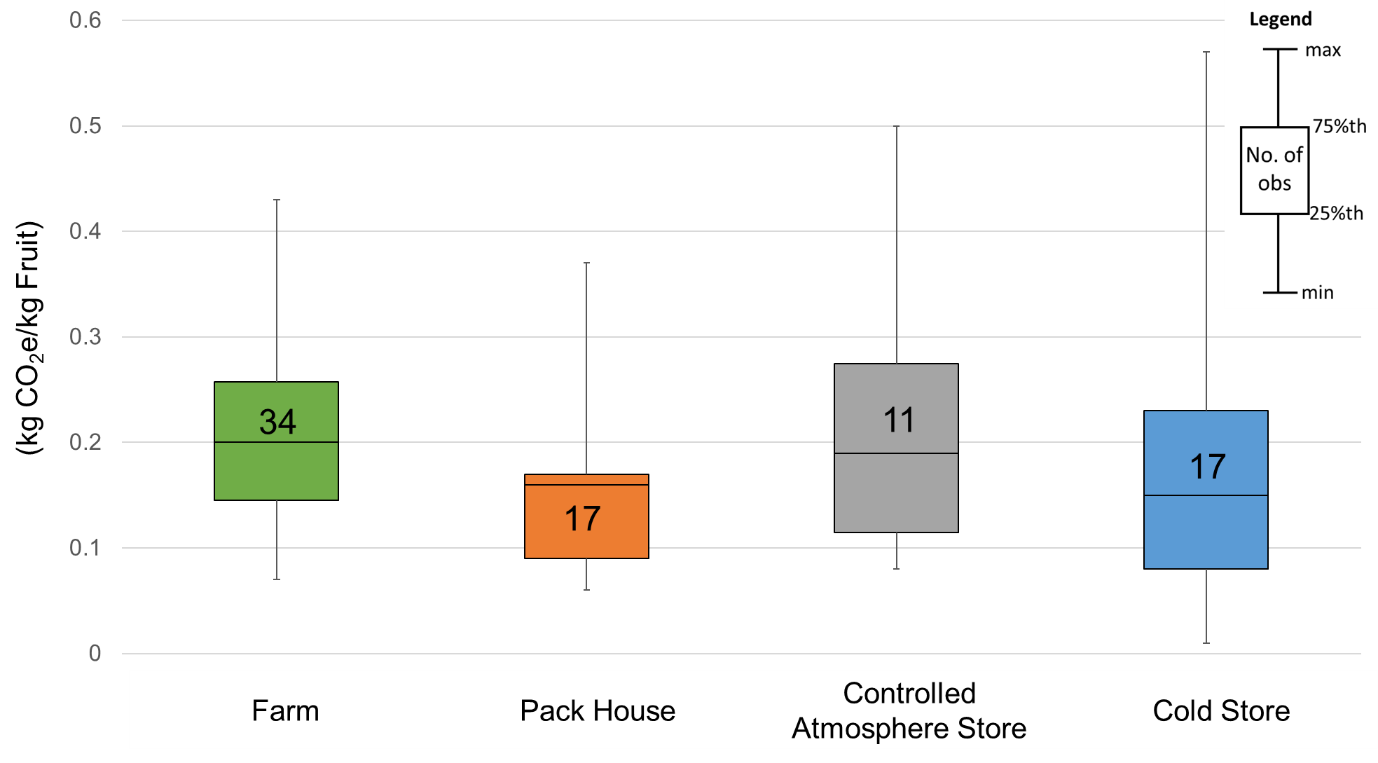 0.6
0.5
0.4
0.3
0.2
0.1
0
(kg CO₂e/kg Fruit)
Legend
max
75%th
No. of
obs
25%th
min
34
17
11
17
Farm
Pack House
Controlled
Atmosphere Store
Cold Store